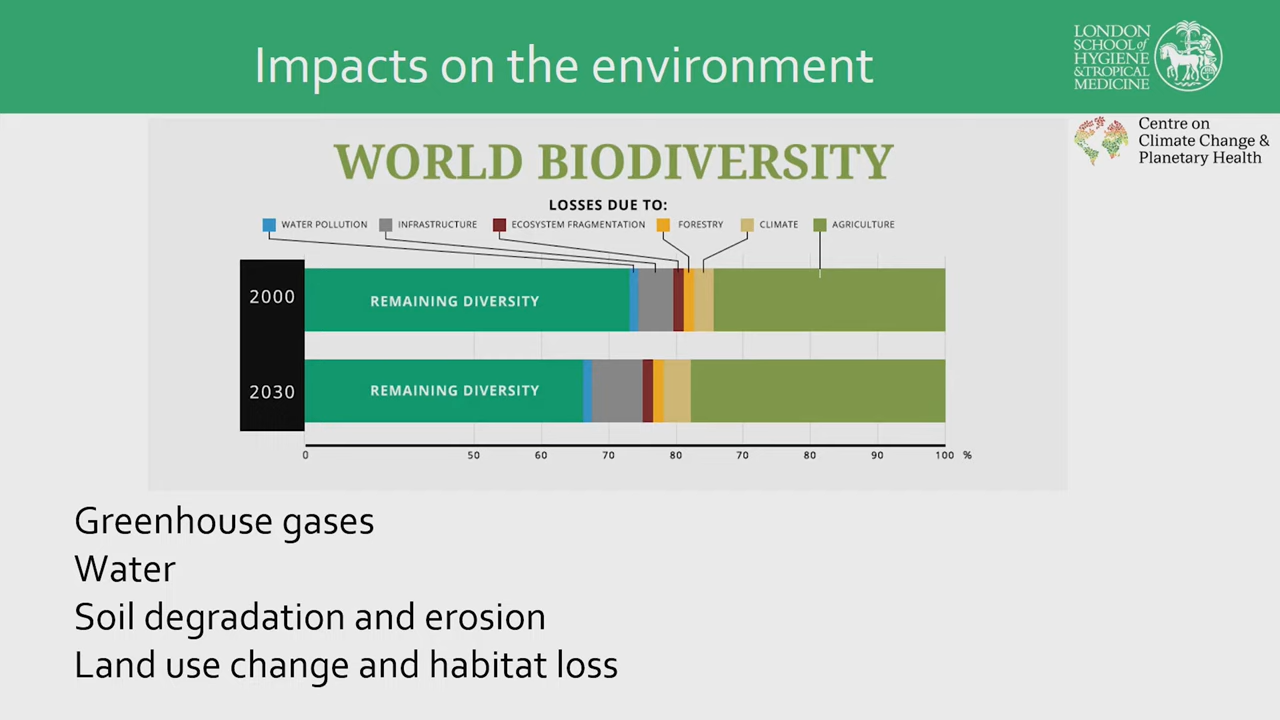 Impacts on the environment
LONDON
SCHOOL of
HYGIENE
& TROPICAL
MEDICINE
Centre on
Climate Change &
Planetary Health
WORLD BIODIVERSITY
LOSSES DUE TO:
WATER POLLUTION INFRASTRUCTURE ECOSYSTEM FRAGMENTATION FORESTRY CLIMATE AGRICULTURE
2000 REMAINING DIVERSITY
2030 REMAINING DIVERSITY
0 50 60 70 80 70 80 90 100 %
Greenhouse gases
Water
Soil degradation and erosion
Land use change and habitat loss